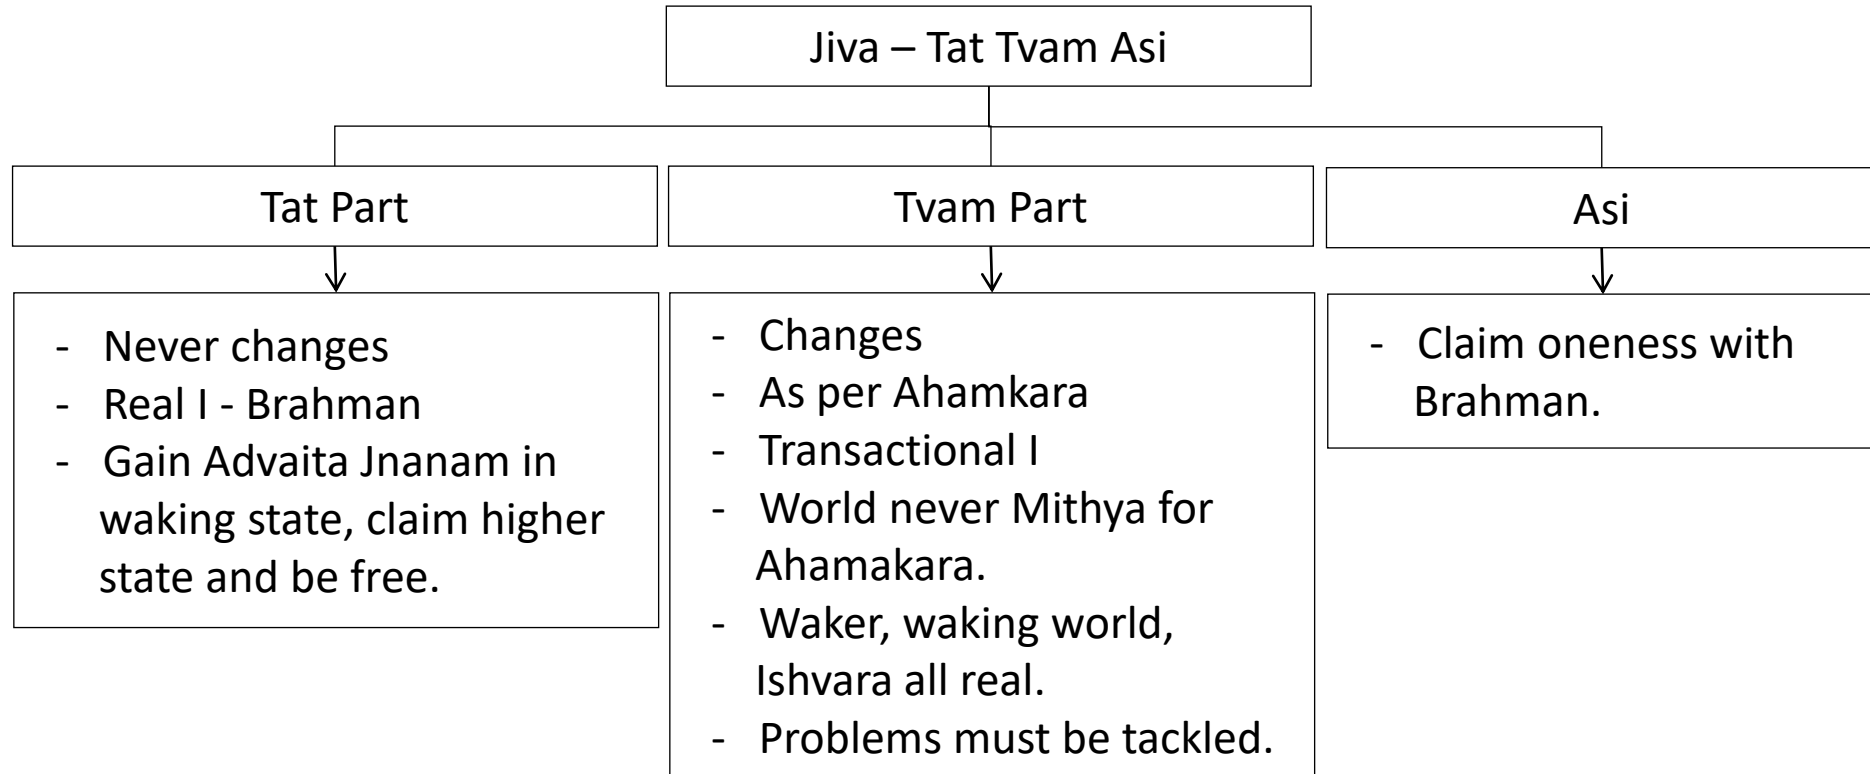 Jiva – Tat Tvam Asi
Tat Part
Tvam Part
Asi
- Never changes
- Real I - Brahman
- Gain Advaita Jnanam in
waking state, claim higher
state and be free.
- Changes
- As per Ahamkara
- Transactional I
- World never Mithya for
Ahamakara.
- Waker, waking world,
Ishvara all real.
- Problems must be tackled.
- Claim oneness with
Brahman.